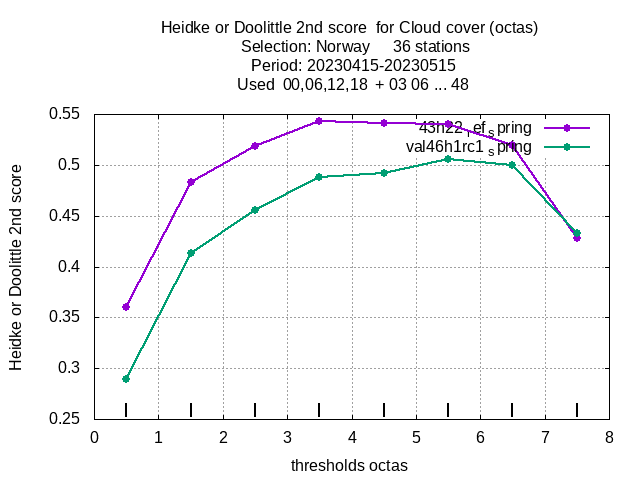 Heidke or Doolittle 2nd score  for Cloud cover (octas)
Selection: Norway     36 stations
Period: 20230415-20230515
Used  00,06,12,18  + 03 06 ... 48
Heidke or Doolittle 2nd score
0.55
0.5
0.45
0.4
0.35
0.3
0.25
43h22_ref_spring
val46h1rc1_spring
0 1 2 3 4 5 6 7 8
thresholds octas